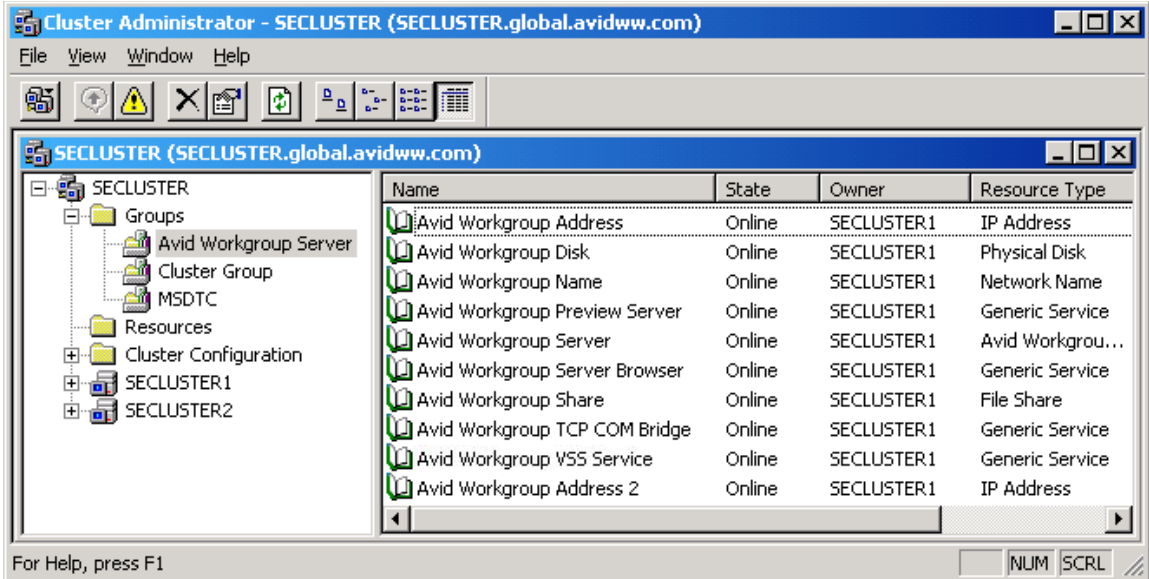 Cluster Administrator - SECLUSTER (SECLUSTER.global.avidww.com)
File View Window Help
SECLUSTER (SECLUSTER.global.avidww.com)
SECLUSTER
Groups
Avid Workgroup Server
Cluster Group
MSDTC
Resources
Cluster Configuration
SECLUSTER1
SECLUSTER2
Name State Owner Resource Type
Avid Workgroup Address Online SECLUSTER1 IP Address
Avid Workgroup Disk Online SECLUSTER1 Physical Disk
Avid Workgroup Name Online SECLUSTER1 Network Name
Avid Workgroup Preview Server Online SECLUSTER1 Generic Service
Avid Workgroup Server Online SECLUSTER1 Avid Workgrou...
Avid Workgroup Server Browser Online SECLUSTER1 Generic Service
Avid Workgroup Share Online SECLUSTER1 File Share
Avid Workgroup TCP COM Bridge Online SECLUSTER1 Generic Service
Avid Workgroup VSS Service Online SECLUSTER1 Generic Service
Avid Workgroup Address 2 Online SECLUSTER1 IP Address
For Help, press F1 NUM SCRL